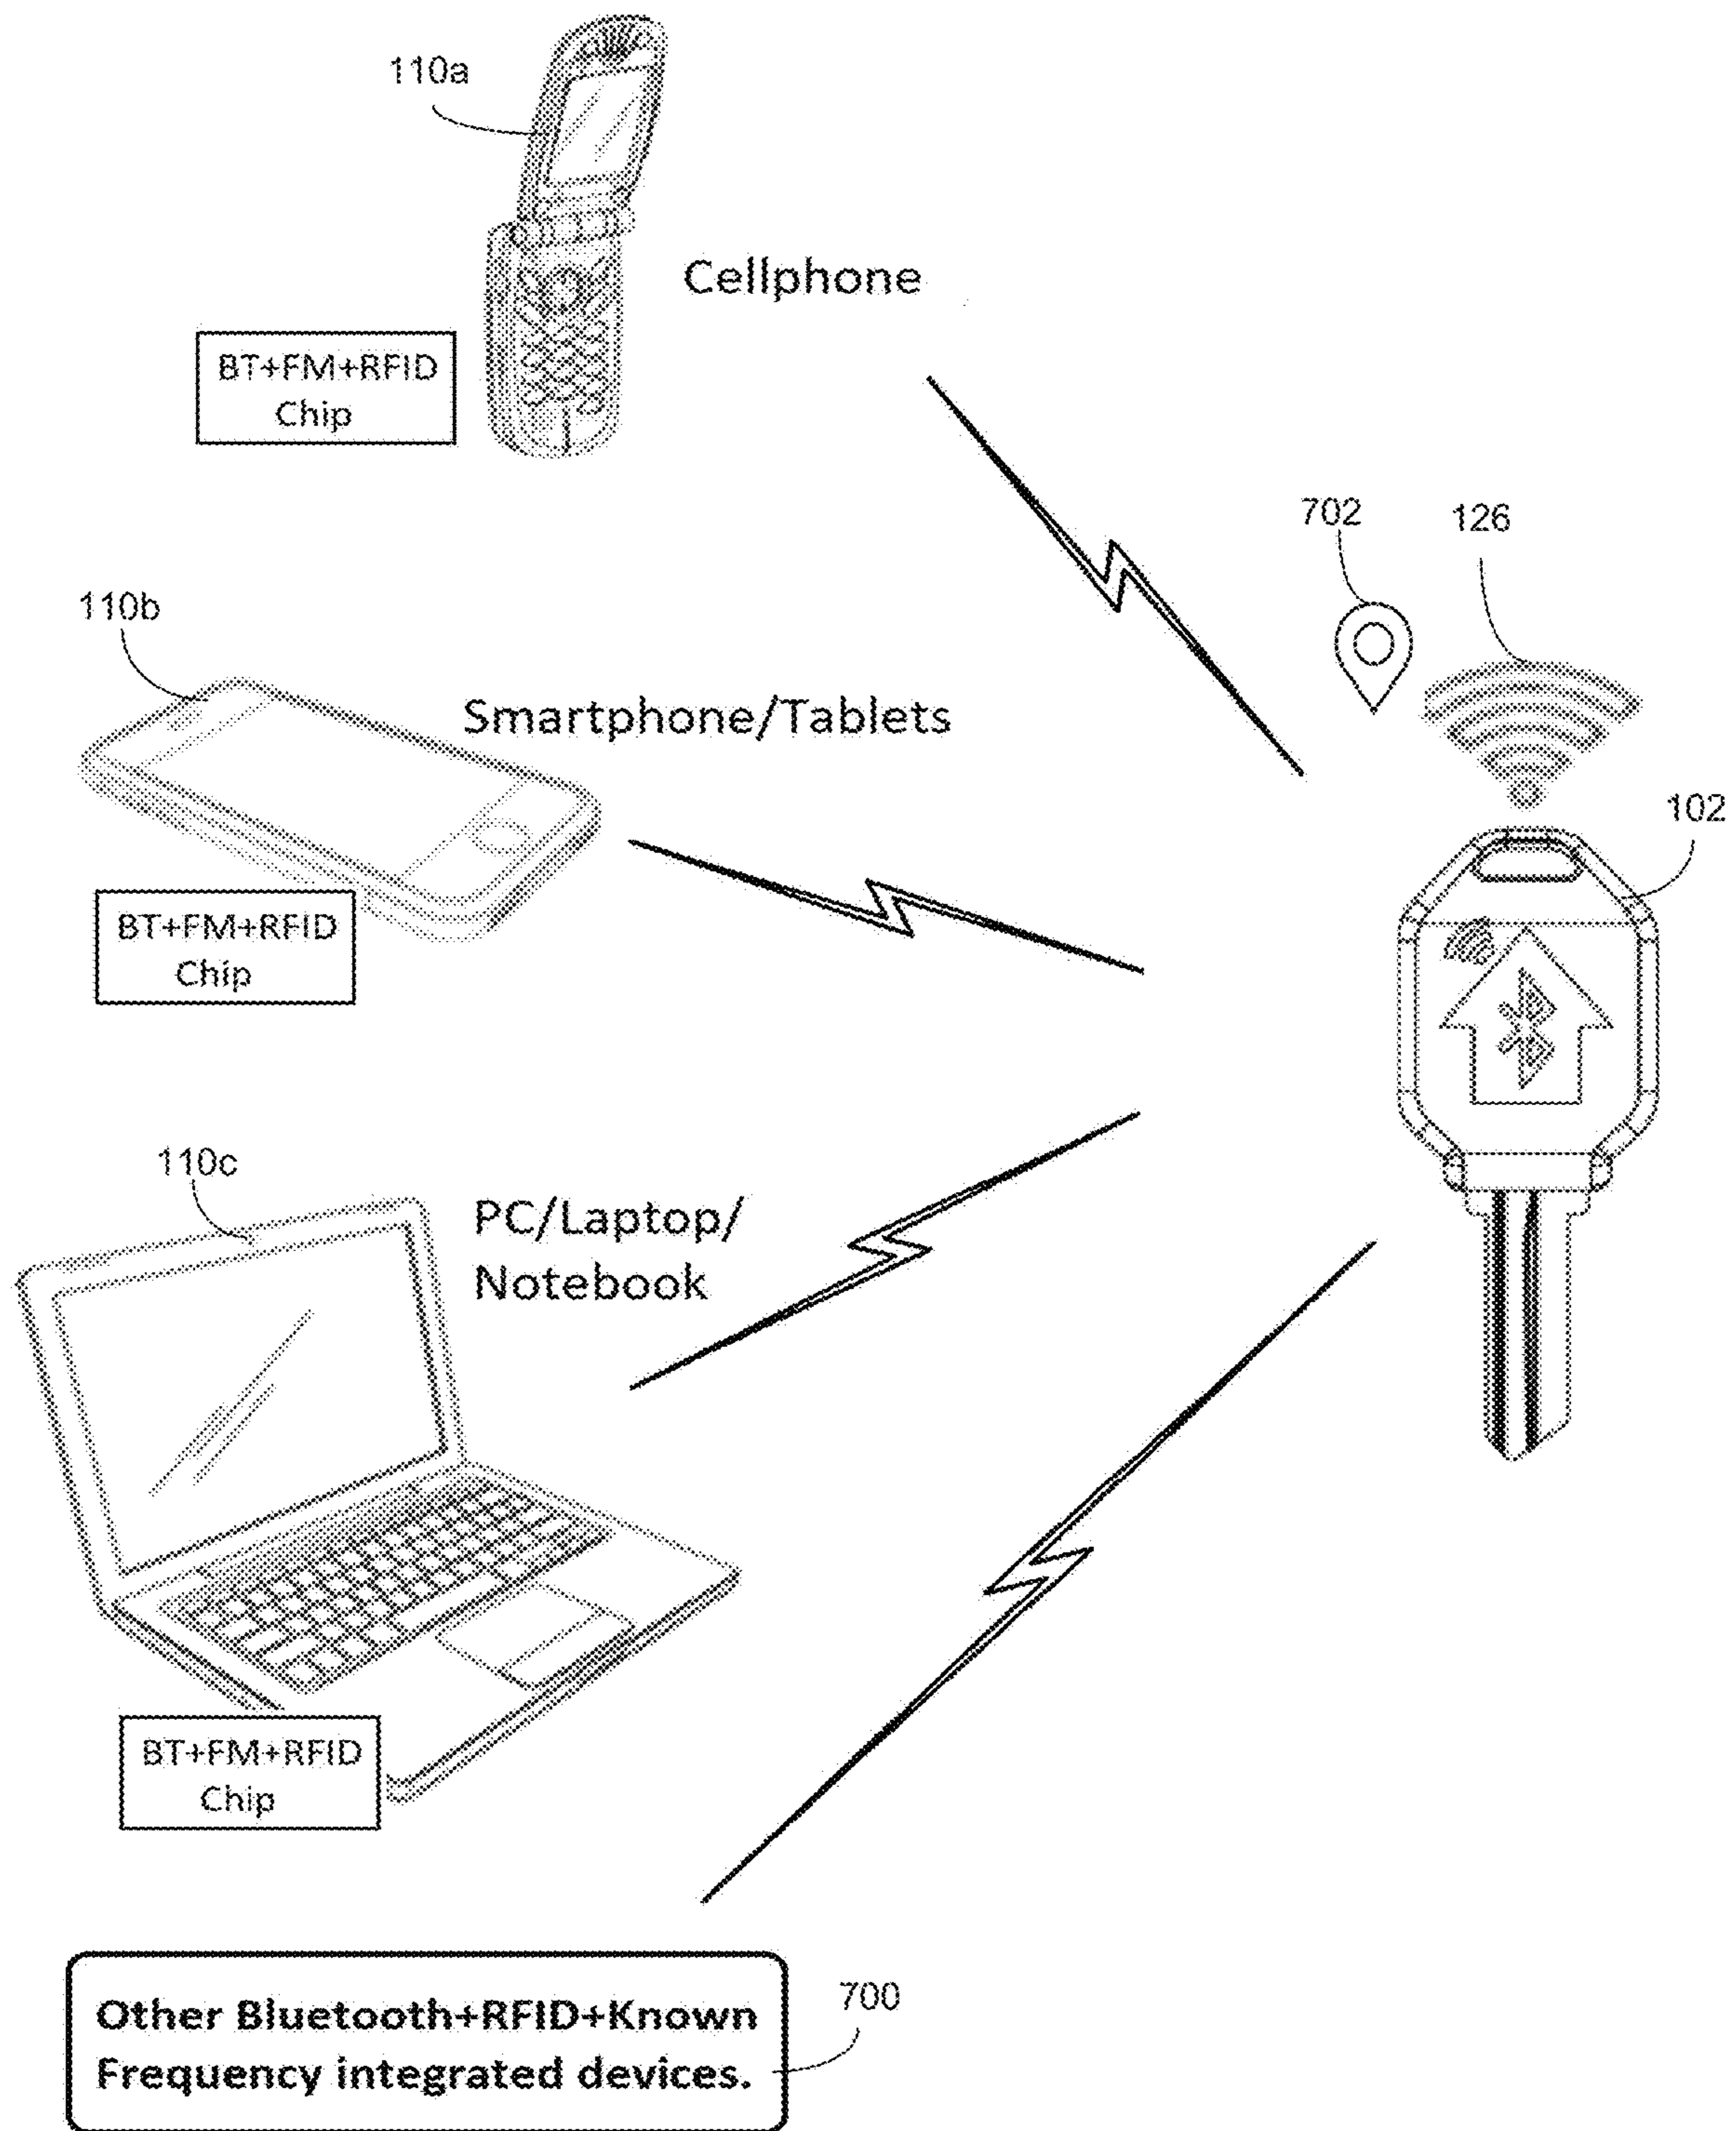 110a
Cellphone
BT+FM+RFID
Chip
702
126
110b
Smartphone/Tablets
102
BT+FM+RFID
Chip
110c
PC/Laptop/
Notebook
BT+FM+RFID
Chip
Other Bluetooth+RFID+Known
Frequency integrated devices.
700